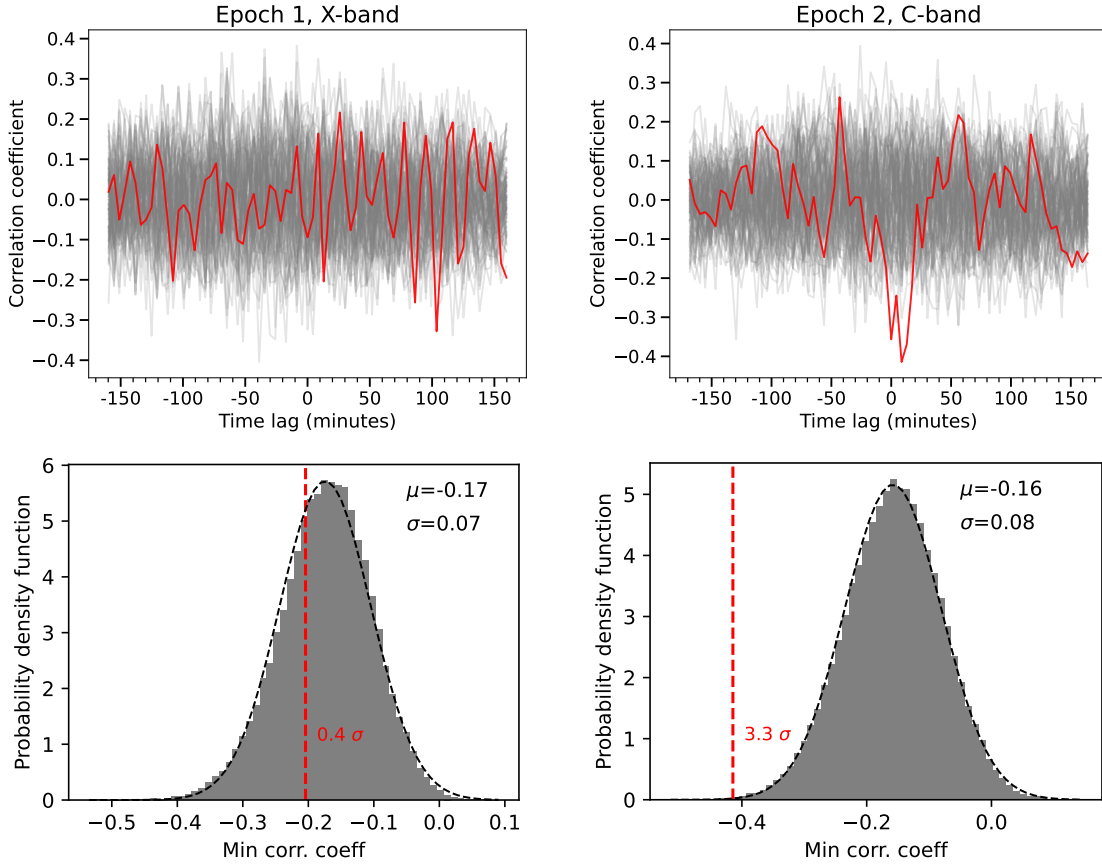 Epoch 1, X-band
0.4
0.3
0.2
0.1
0.0
−0.1
−0.2
−0.3
−0.4
Correlation coefficient
-150 -100 -50 0 50 100 150
Time lag (minutes)
Epoch 2, C-band
0.4
0.3
0.2
0.1
0.0
−0.1
−0.2
−0.3
−0.4
Correlation coefficient
-150 -100 -50 0 50 100 150
Time lag (minutes)
6
5
4
3
2
1
0
Probability density function
μ=-0.17
σ=0.07
0.4 σ
−0.5 −0.4 −0.3 −0.2 −0.1 0.0 0.1
Min corr. coeff
5
4
3
2
1
0
Probability density function
μ=-0.16
σ=0.08
3.3 σ
−0.4 −0.2 0.0
Min corr. coeff